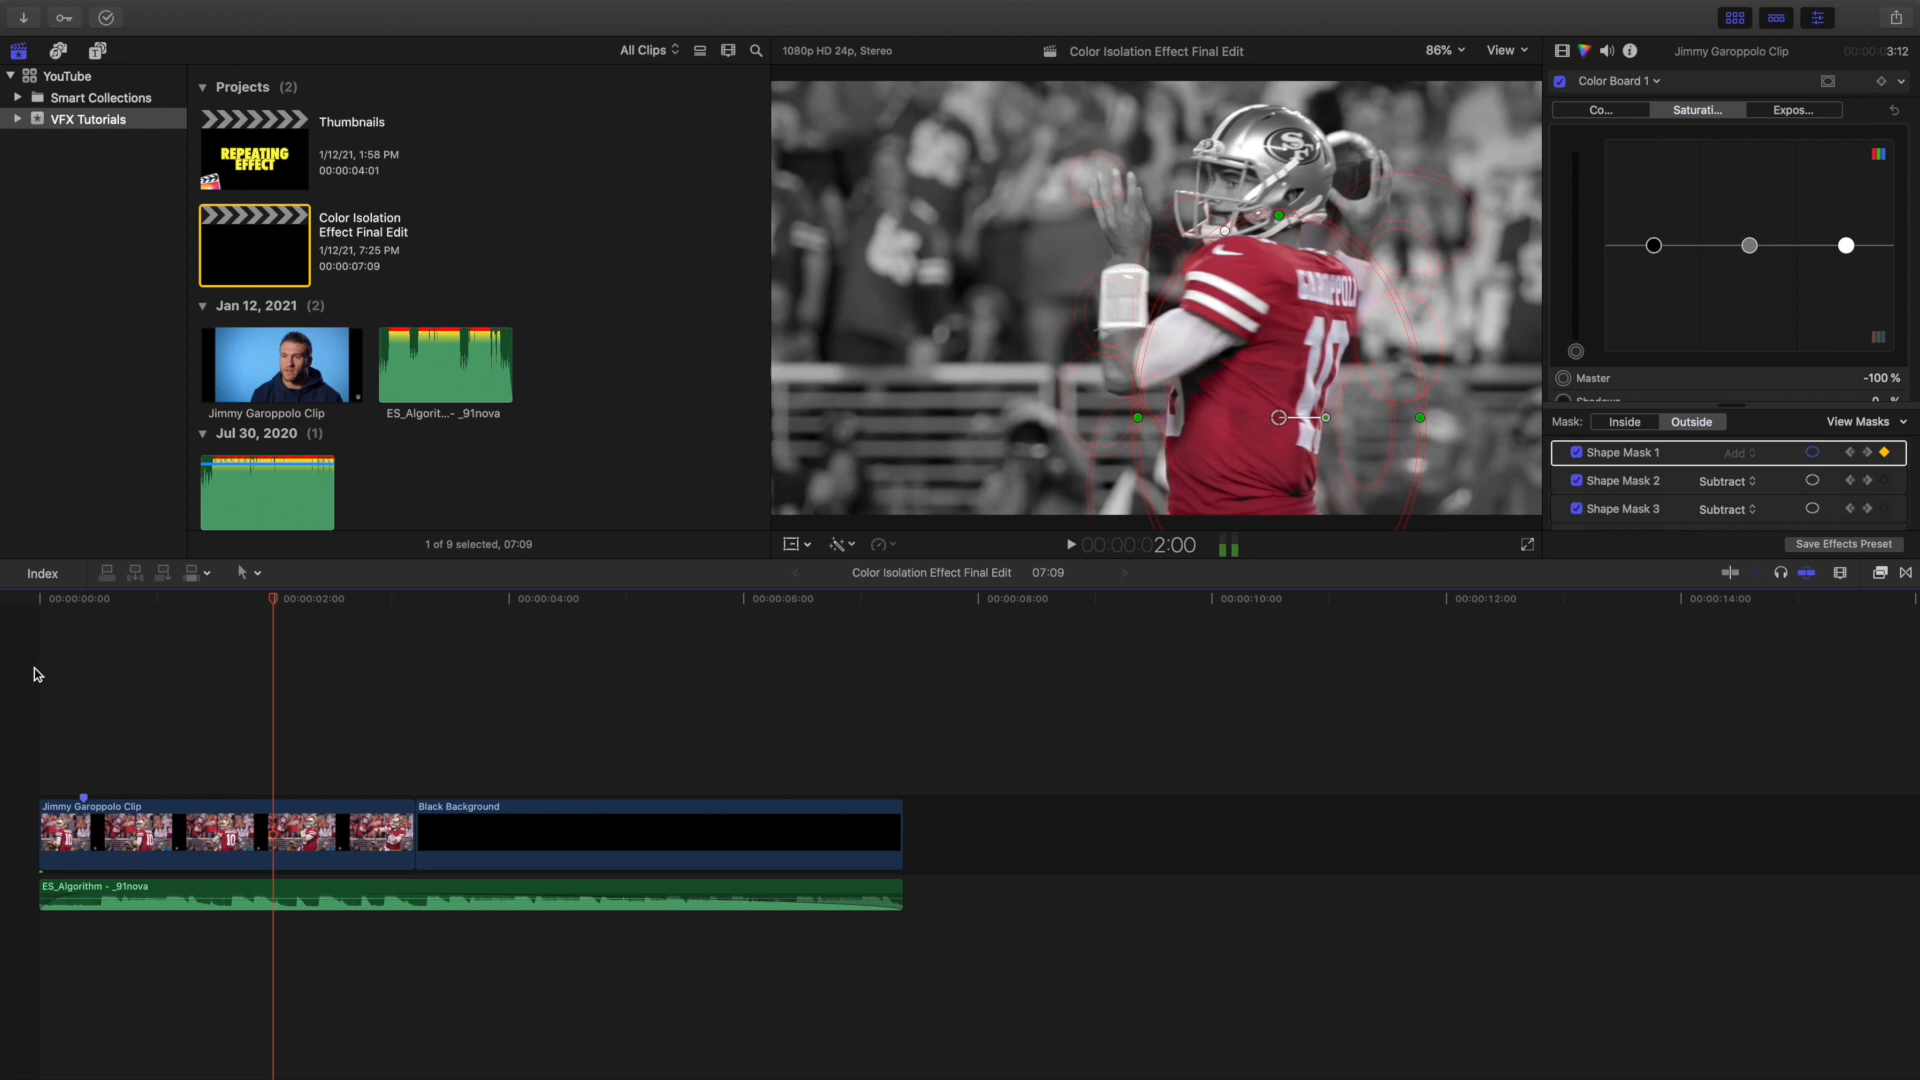 All Clips
1080p HD 24p, Stereo
Color Isolation Effect Final Edit
86%
View
Jimmy Garoppolo Clip
00:00:03:12
YouTube
Smart Collections
VFX Tutorials
Projects (2)
Thumbnails
1/12/21, 1:58 PM
00:00:04:01
REPEATING
EFFECT
Color Isolation
Effect Final Edit
1/12/21, 7:25 PM
00:00:07:09
Jan 12, 2021 (2)
Jimmy Garoppolo Clip
ES_Algorit...- _91nova
Jul 30, 2020 (1)
1 of 9 selected, 07:09
SF
10
00:00:02:00
Color Board 1
Co...
Saturati...
Expos...
Master
-100 %
Shadows
0 %
Mask:
Inside
Outside
View Masks
Shape Mask 1
Add
Shape Mask 2
Subtract
Shape Mask 3
Subtract
Save Effects Preset
Index
Color Isolation Effect Final Edit
07:09
00:00:00:00
00:00:02:00
00:00:04:00
00:00:06:00
00:00:08:00
00:00:10:00
00:00:12:00
00:00:14:00
Jimmy Garoppolo Clip
Black Background
ES_Algorithm - _91nova